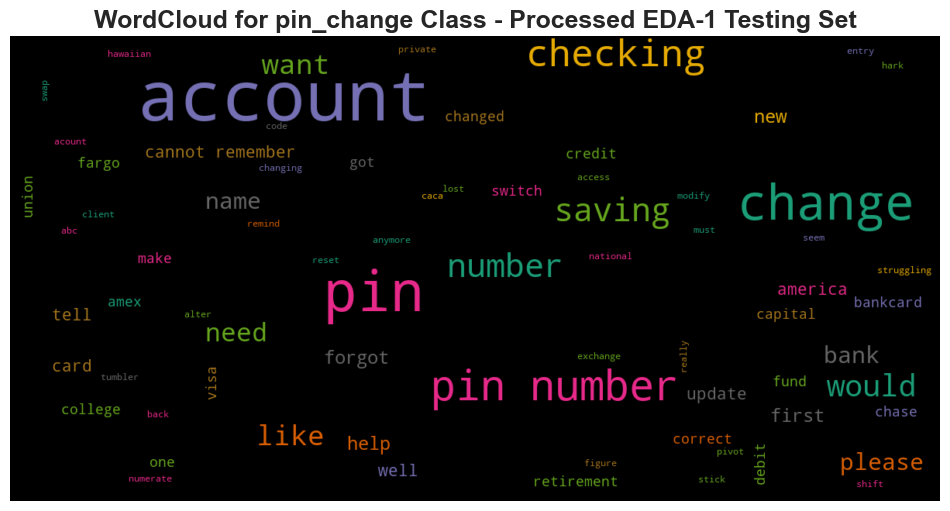 WordCloud for pin_change Class - Processed EDA-1 Testing Set
hawaiian
private
checking
entry
want
hark
account
swap
changed
new
code
acount
cannot remember
got
credit
fargo
changing
access
union
caca
lost
switch
modify
change
name
saving
client
remind
must
abc
anymore
seem
make
reset
number
national
struggling
pin
america
amex
bankcard
tell
alter
capital
need
forgot
exchange
really
bank
card
tumbler
visa
pin number
update
fund
would
college
back
first
chase
like
help
correct
pivot
debit
one
well
figure
please
numerate
retirement
stick
shift